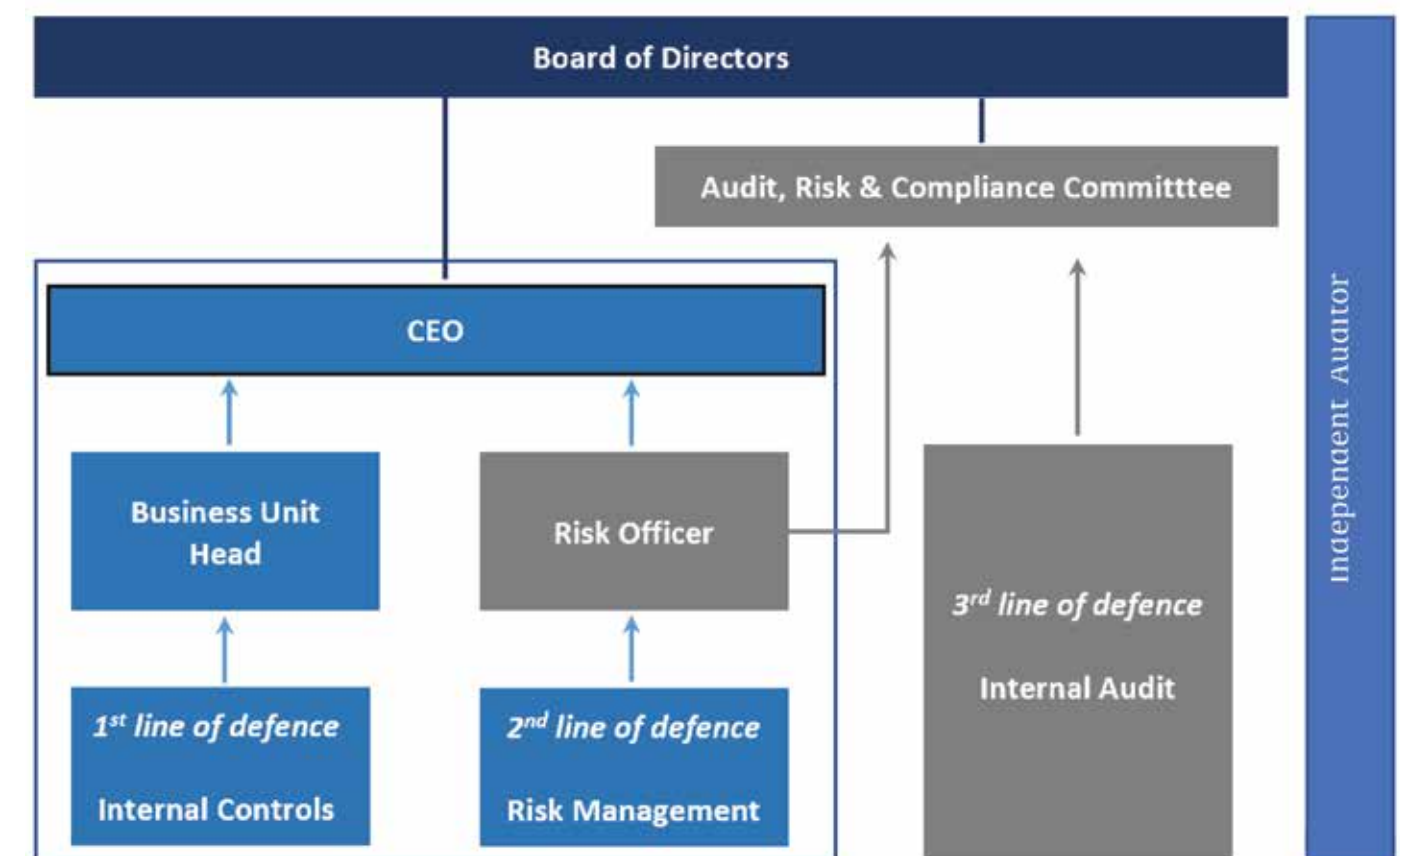 Board of Directors
Audit, Risk & Compliance Committtee
CEO
Business Unit
Head
Risk Officer
1st line of defence
Internal Controls
2nd line of defence
Risk Management
3rd line of defence
Internal Audit
Independent Auditor